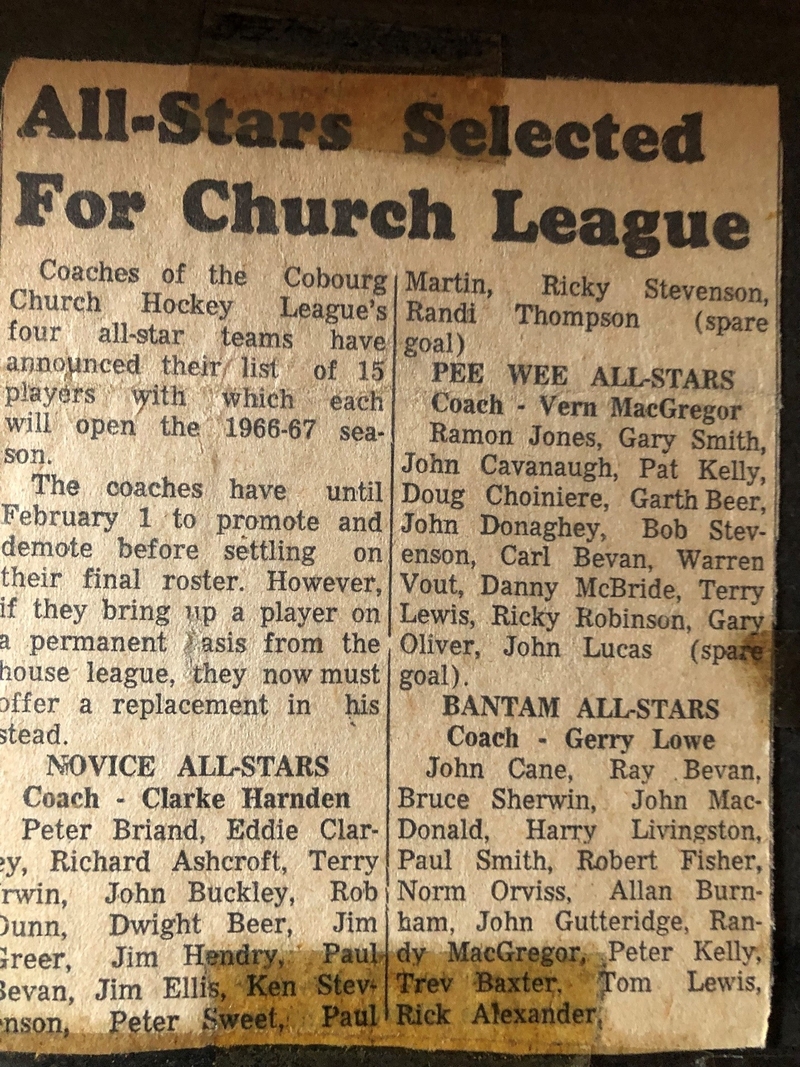 All-Stars Selected
For Church League
Coaches of the Cobourg
Church Hockey League's
four all-star teams have
announced their list of 15
players with which each
will open the 1966-67 sea-
son.
The coaches have until
February 1 to promote and
demote before settling on
their final roster. However,
if they bring up a player on
a permanent asis from the
house league, they now must
offer a replacement in his
stead.
NOVICE ALL-STARS
Coach - Clarke Harnden
Peter Briand, Eddie Clar-
ey, Richard Ashcroft, Terry
rwin, John Buckley, Rob
Dunn, Dwight Beer, Jim
Greer, Jim Hendry, Paul
Bevan, Jim Ellis, Ken Stev-
nson, Peter Sweet, Paul
Martin, Ricky Stevenson,
Randi Thompson (spare
goal)
PEE WEE ALL-STARS
Coach - Vern MacGregor
Ramon Jones, Gary Smith,
John Cavanaugh, Pat Kelly,
Doug Choiniere, Garth Beer,
John Donaghey, Bob Stev-
enson, Carl Bevan, Warren
Vout, Danny McBride, Terry
Lewis, Ricky Robinson, Gary
Oliver, John Lucas (spare
goal).
BANTAM ALL-STARS
Coach - Gerry Lowe
John Cane, Ray Bevan,
Bruce Sherwin, John Mac-
Donald, Harry Livingston,
Paul Smith, Robert Fisher,
Norm Orviss, Allan Burn-
ham, John Gutteridge, Ran-
dy MacGregor, Peter Kelly,
Trev Baxter, Tom Lewis,
Rick Alexander,